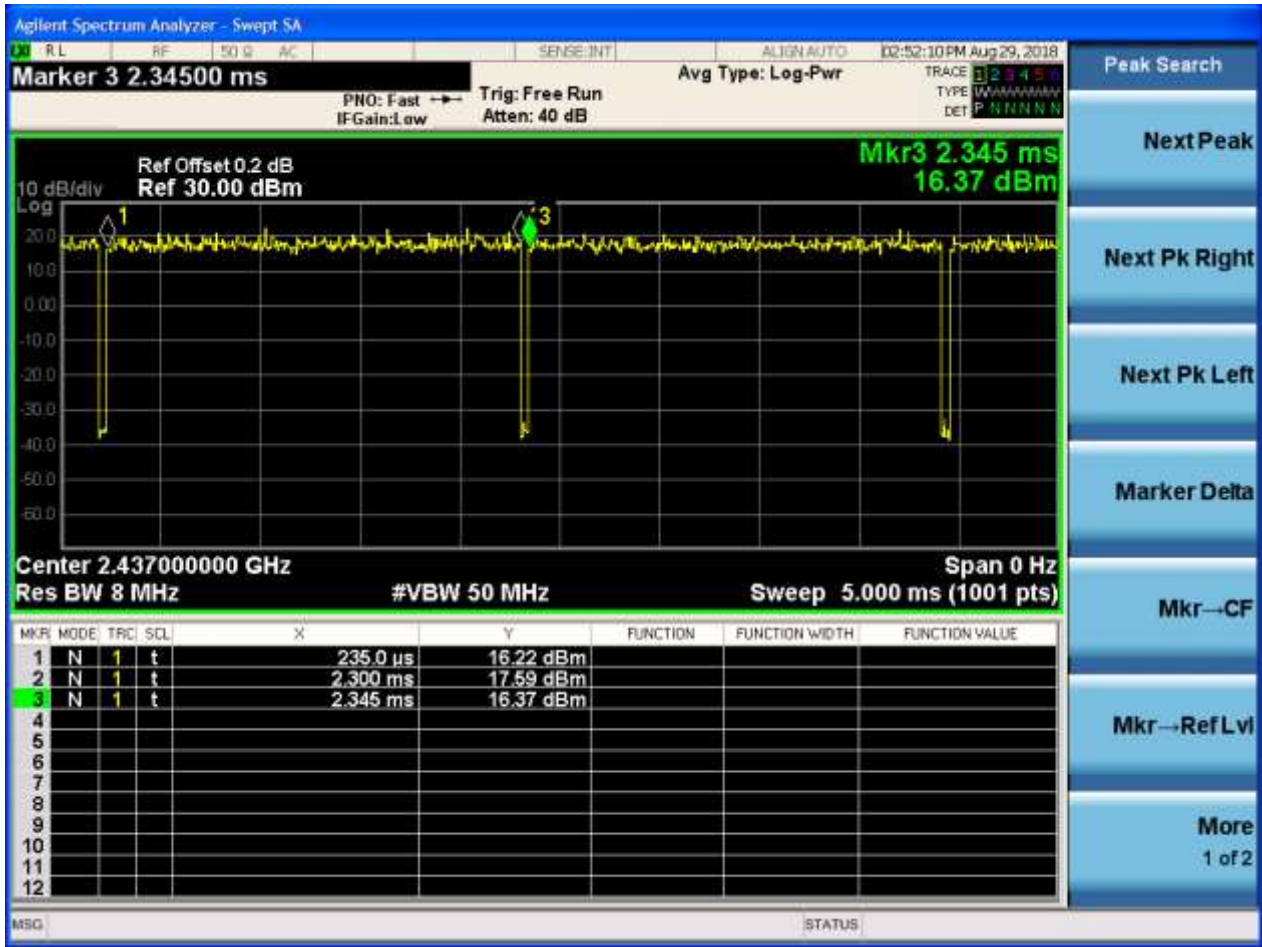 Agilent Spectrum Analyzer - Swept SA
LXI RL RF 50 Ω AC SENSE:INT ALIGN AUTO 02:52:10 PM Aug 29, 2018
Marker 3 2.34500 ms
PNO: Fast
IFGain:Low
Trig: Free Run
Atten: 40 dB
Avg Type: Log-Pwr
TRACE 1 2 3 4 5 6
TYPE
DET P N N N N N
Peak Search
Next Peak
Next Pk Right
Next Pk Left
Marker Delta
Mkr→CF
Mkr→Ref Lvl
More
1 of 2
Mkr3 2.345 ms
16.37 dBm
Ref Offset 0.2 dB
10 dB/div Ref 30.00 dBm
Log
1
3
20.0
10.0
0.00
-10.0
-20.0
-30.0
-40.0
-50.0
-60.0
Center 2.437000000 GHz Span 0 Hz
Res BW 8 MHz #VBW 50 MHz Sweep 5.000 ms (1001 pts)
MKR MODE TRC SCL X Y FUNCTION FUNCTION WIDTH FUNCTION VALUE
1 N 1 t 235.0 µs 16.22 dBm
2 N 1 t 2.300 ms 17.59 dBm
3 N 1 t 2.345 ms 16.37 dBm
4
5
6
7
8
9
10
11
12
MSG STATUS